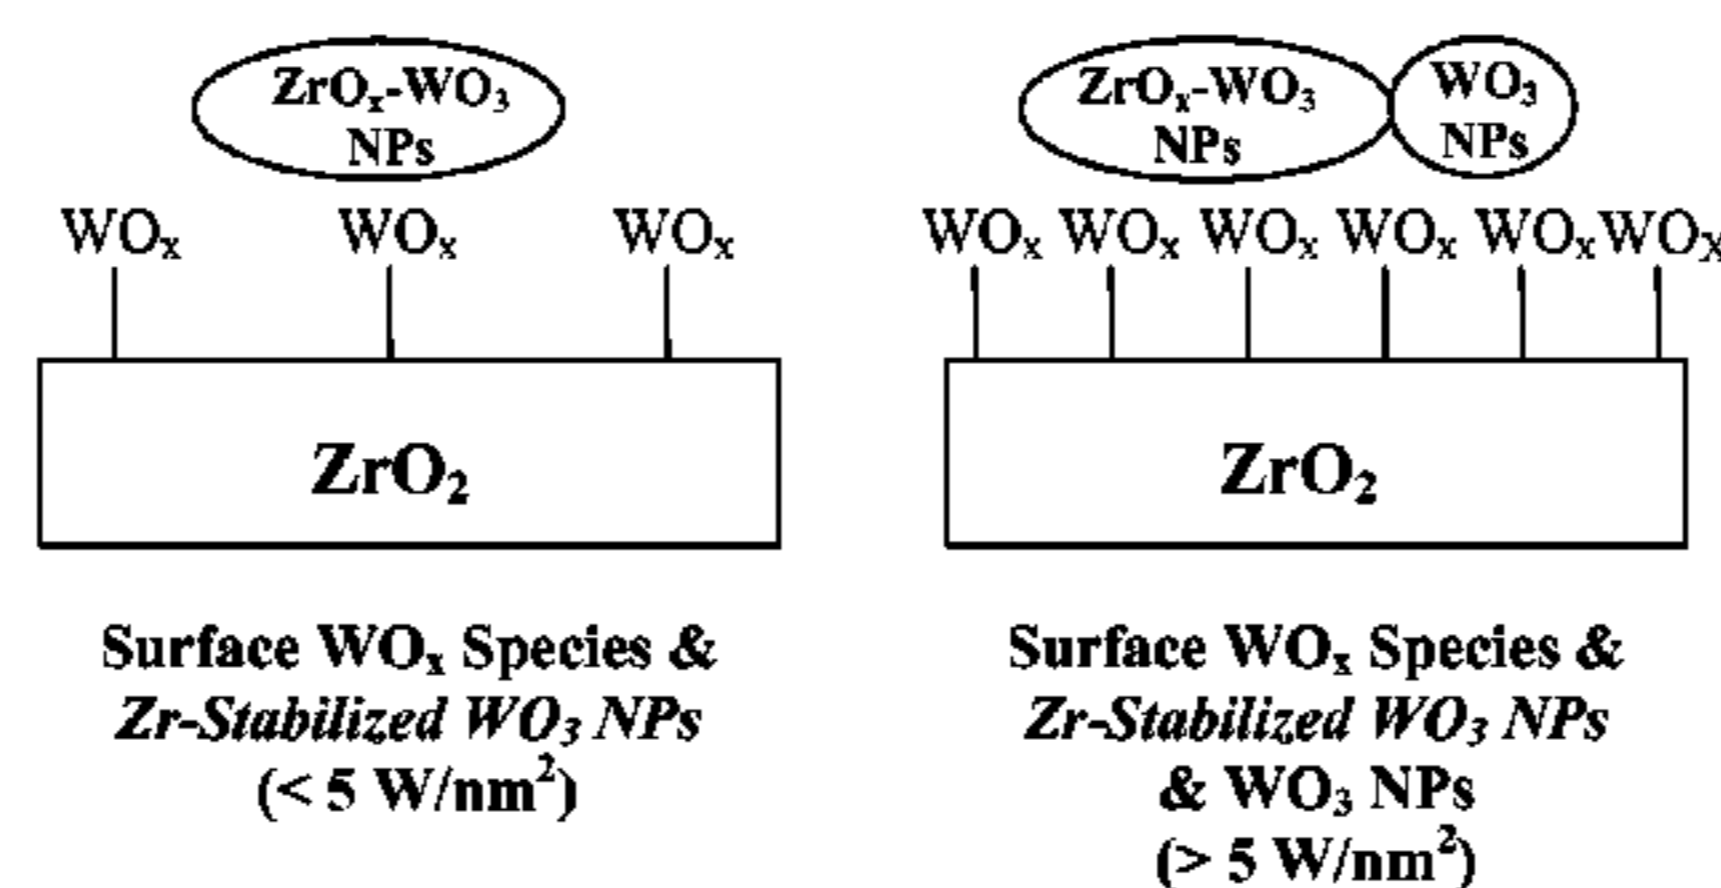 ZrOₓ-WO₃
NPs
WOₓ WOₓ WOₓ
ZrO₂
Surface WOₓ Species &
Zr-Stabilized WO₃ NPs
(< 5 W/nm²)
ZrOₓ-WO₃
NPs
WO₃
NPs
WOₓ WOₓ WOₓ WOₓ WOₓ WOₓ
ZrO₂
Surface WOₓ Species &
Zr-Stabilized WO₃ NPs
& WO₃ NPs
(> 5 W/nm²)